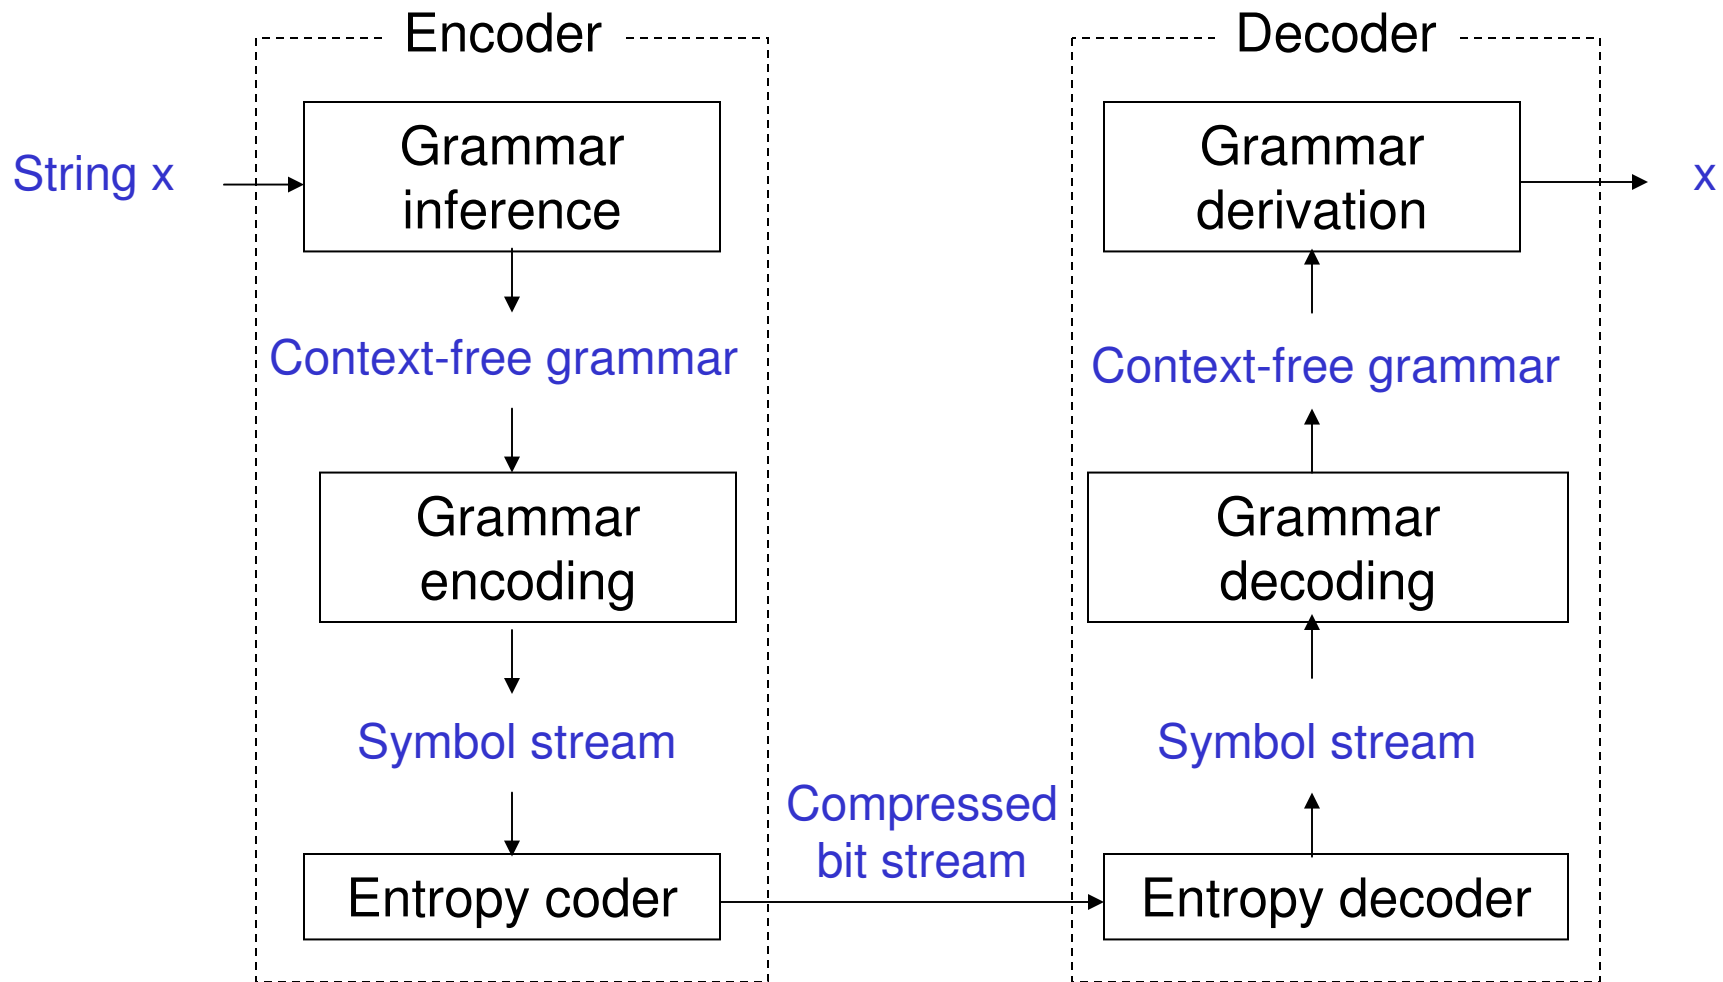 Encoder
String x
Grammar
inference
Context-free grammar
Grammar
encoding
Symbol stream
Entropy coder
Compressed
bit stream
Decoder
Grammar
derivation
x
Context-free grammar
Grammar
decoding
Symbol stream
Entropy decoder